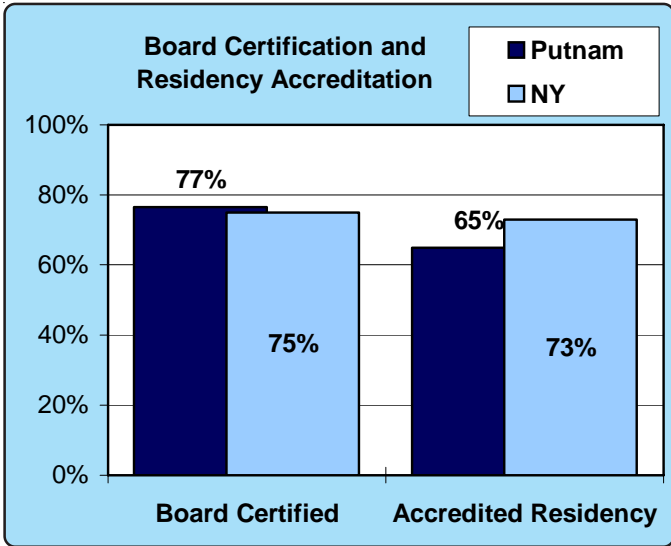 Board Certification and
Residency Accreditation
Putnam
NY
100%
80%
60%
40%
20%
0%
77%
75%
65%
73%
Board Certified
Accredited Residency